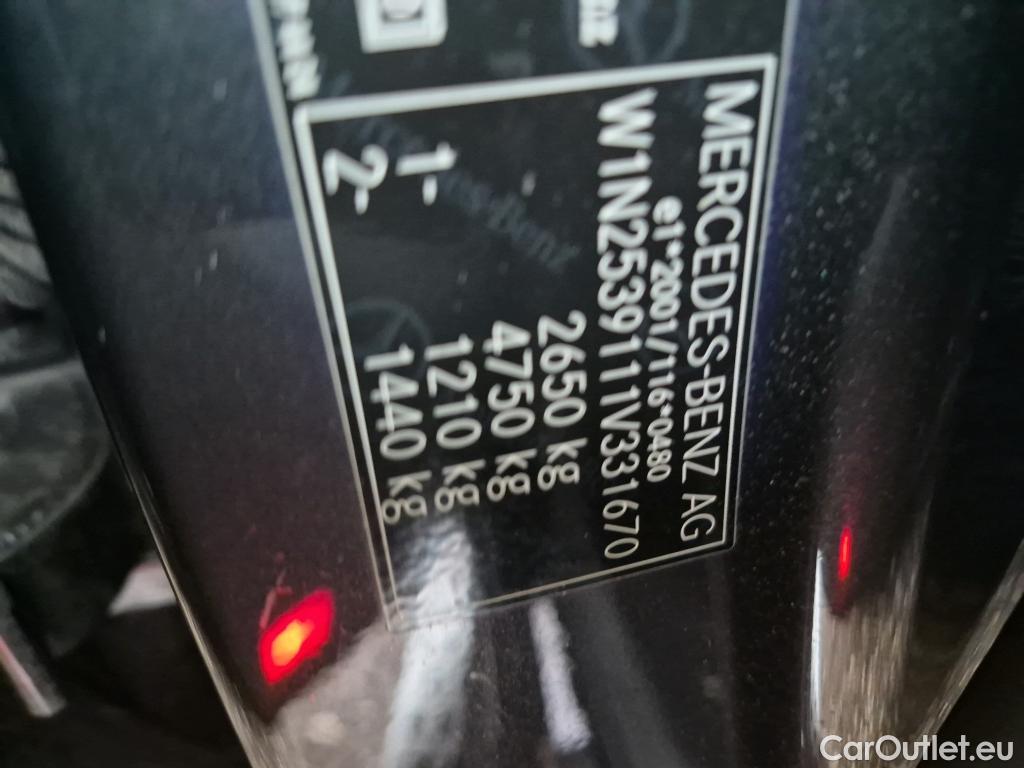 MERCEDES-BENZ AG
e1*2001/116*0480
W1N2539111V331670
2650 kg
4750 kg
1- 1210 kg
2- 1440 kg
CarOutlet.eu